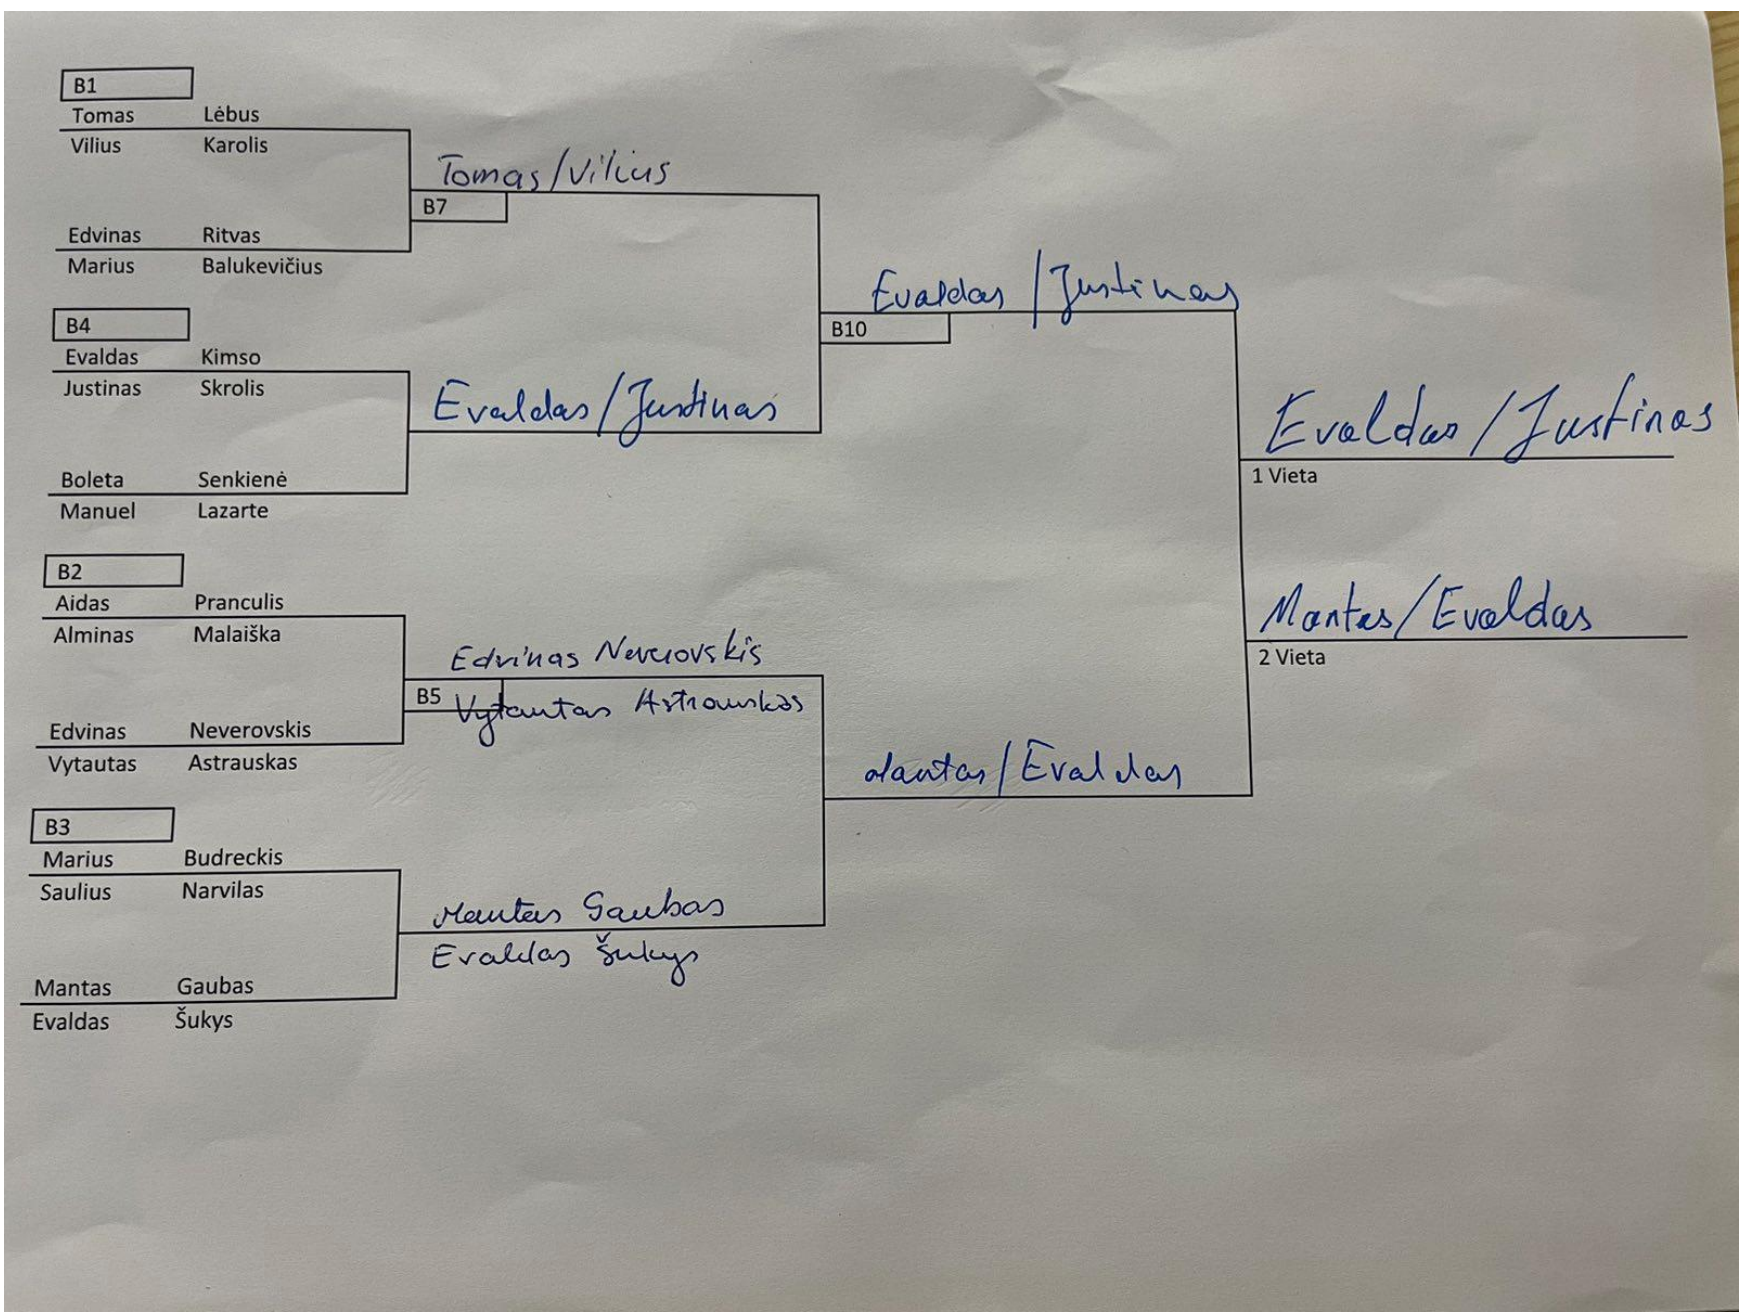 B1
Tomas Lėbus
Vilius Karolis
Tomas/Vilius
B7
Edvinas Ritvas
Marius Balukevičius
Evaldas/Justinas
B10
B4
Evaldas Kimso
Justinas Skrolis
Evaldas/Justinas
Evaldas/Justinas
1 Vieta
Boleta Senkienė
Manuel Lazarte
B2
Aidas Pranculis
Alminas Malaiška
Mantas/Evaldas
2 Vieta
Edvinas Neverovskis
B5
Vytautas Astrauskas
Edvinas Neverovskis
Vytautas Astrauskas
Mantas/Evaldas
B3
Marius Budreckis
Saulius Narvilas
Mantas Gaubas
Evaldas Šukys
Mantas Gaubas
Evaldas Šukys